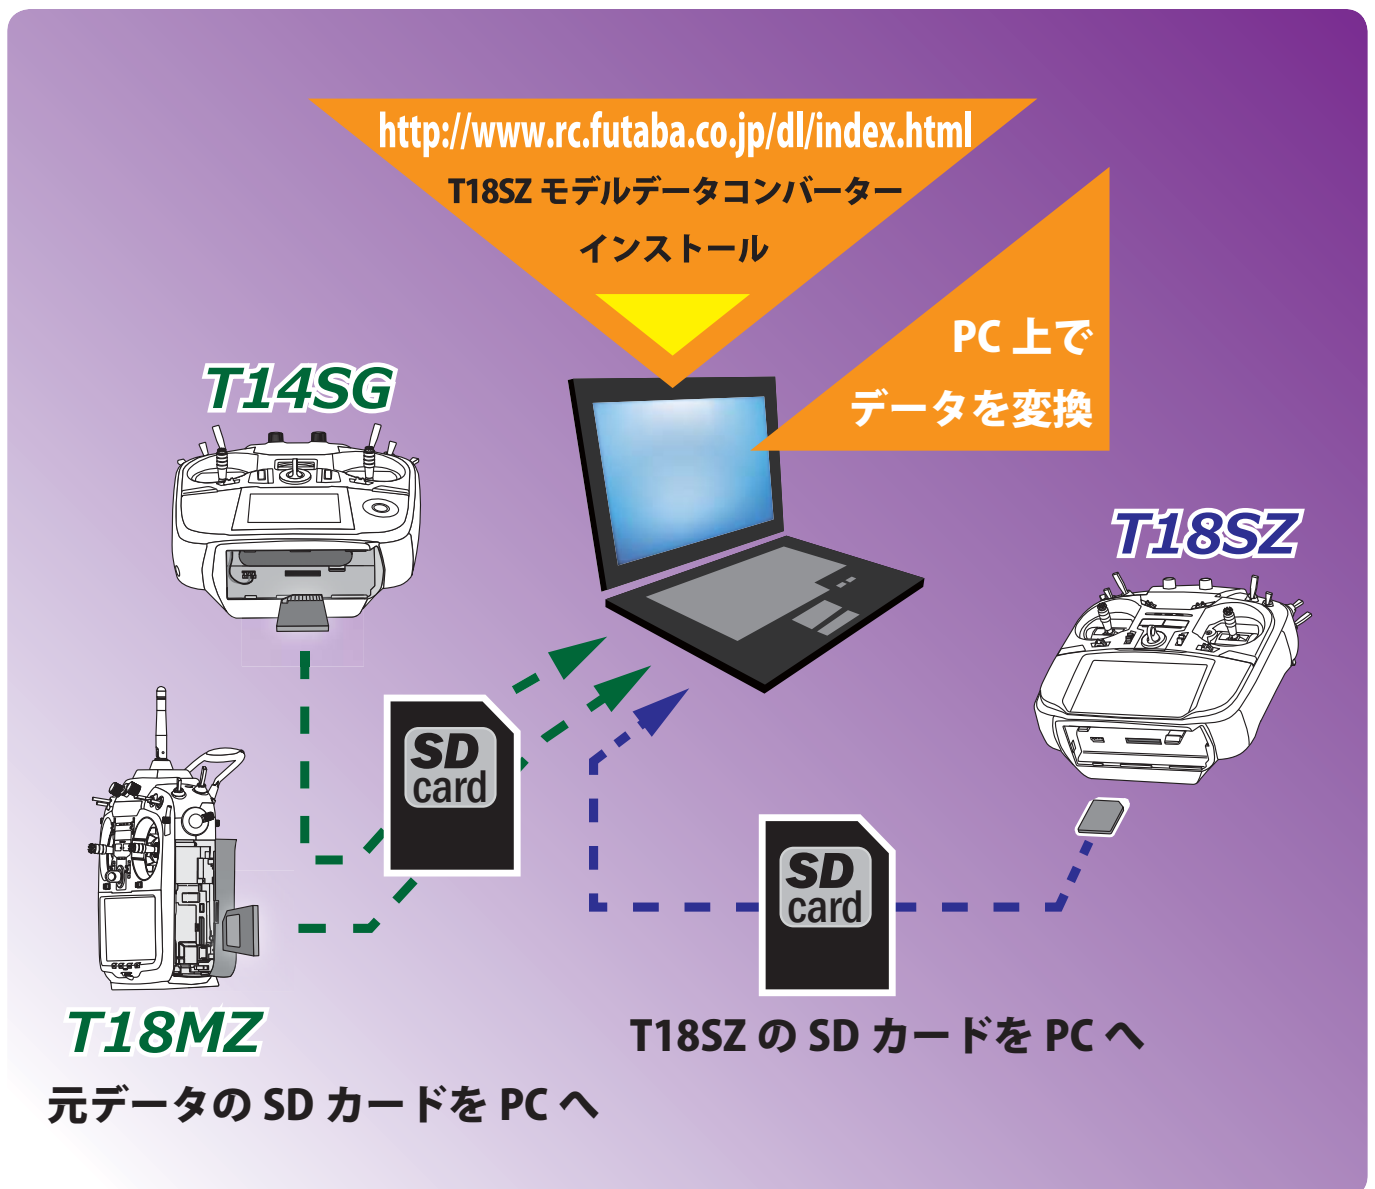 http://www.rc.futaba.co.jp/dl/index.html
T18SZ モデルデータコンバーター
インストール
PC 上で
データを変換
T14SG
T18SZ
SD
card
SD
card
T18MZ
T18SZ の SD カードを PC へ
元データの SD カードを PC へ